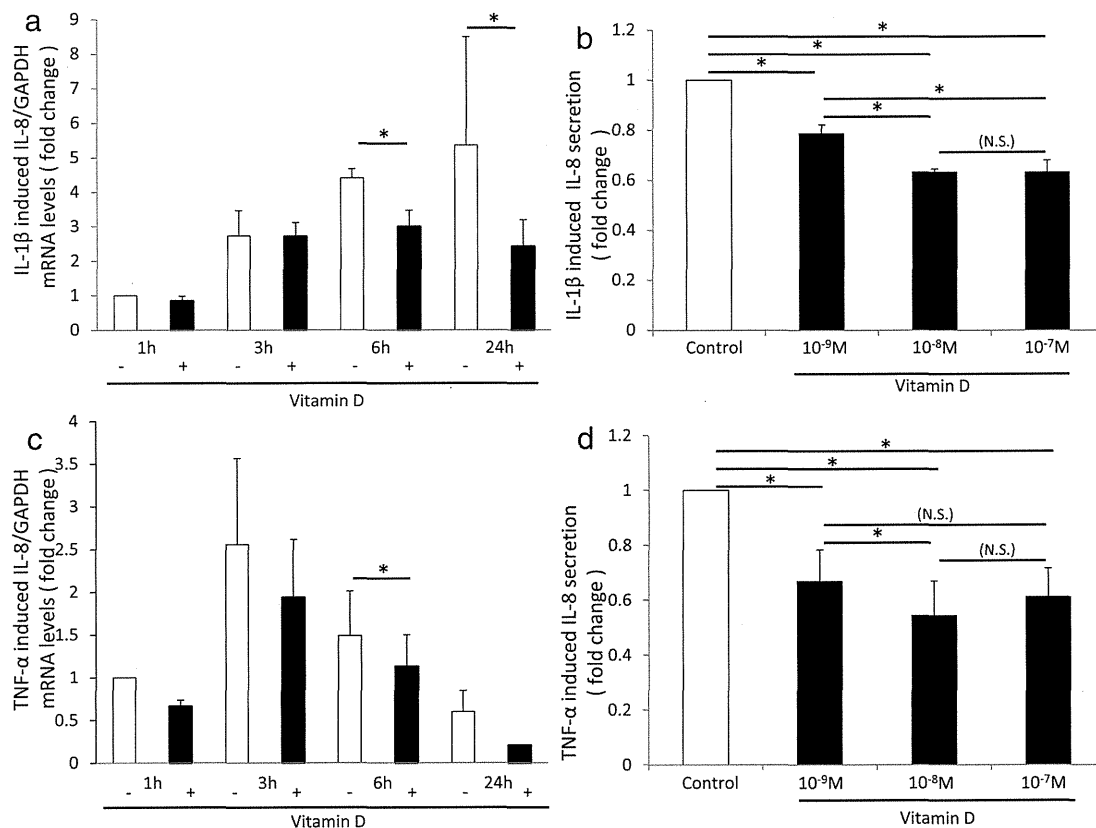 a
IL-1β induced IL-8/GAPDH
mRNA levels ( fold change )
9
8
7
6
5
4
3
2
1
0
*
*
1h 3h 6h 24h
- + - + - + - +
Vitamin D
b
IL-1β induced IL-8 secretion
( fold change )
1.2
1
0.8
0.6
0.4
0.2
0
*
*
*
*
*
(N.S.)
Control 10-9M 10-8M 10-7M
Vitamin D
c
TNF-α induced IL-8/GAPDH
mRNA levels ( fold change )
4
3.5
3
2.5
2
1.5
1
0.5
0
*
1h 3h 6h 24h
- + - + - + - +
Vitamin D
d
TNF-α induced IL-8 secretion
( fold change )
1.2
1
0.8
0.6
0.4
0.2
0
*
*
*
(N.S.)
*
(N.S.)
Control 10-9M 10-8M 10-7M
Vitamin D